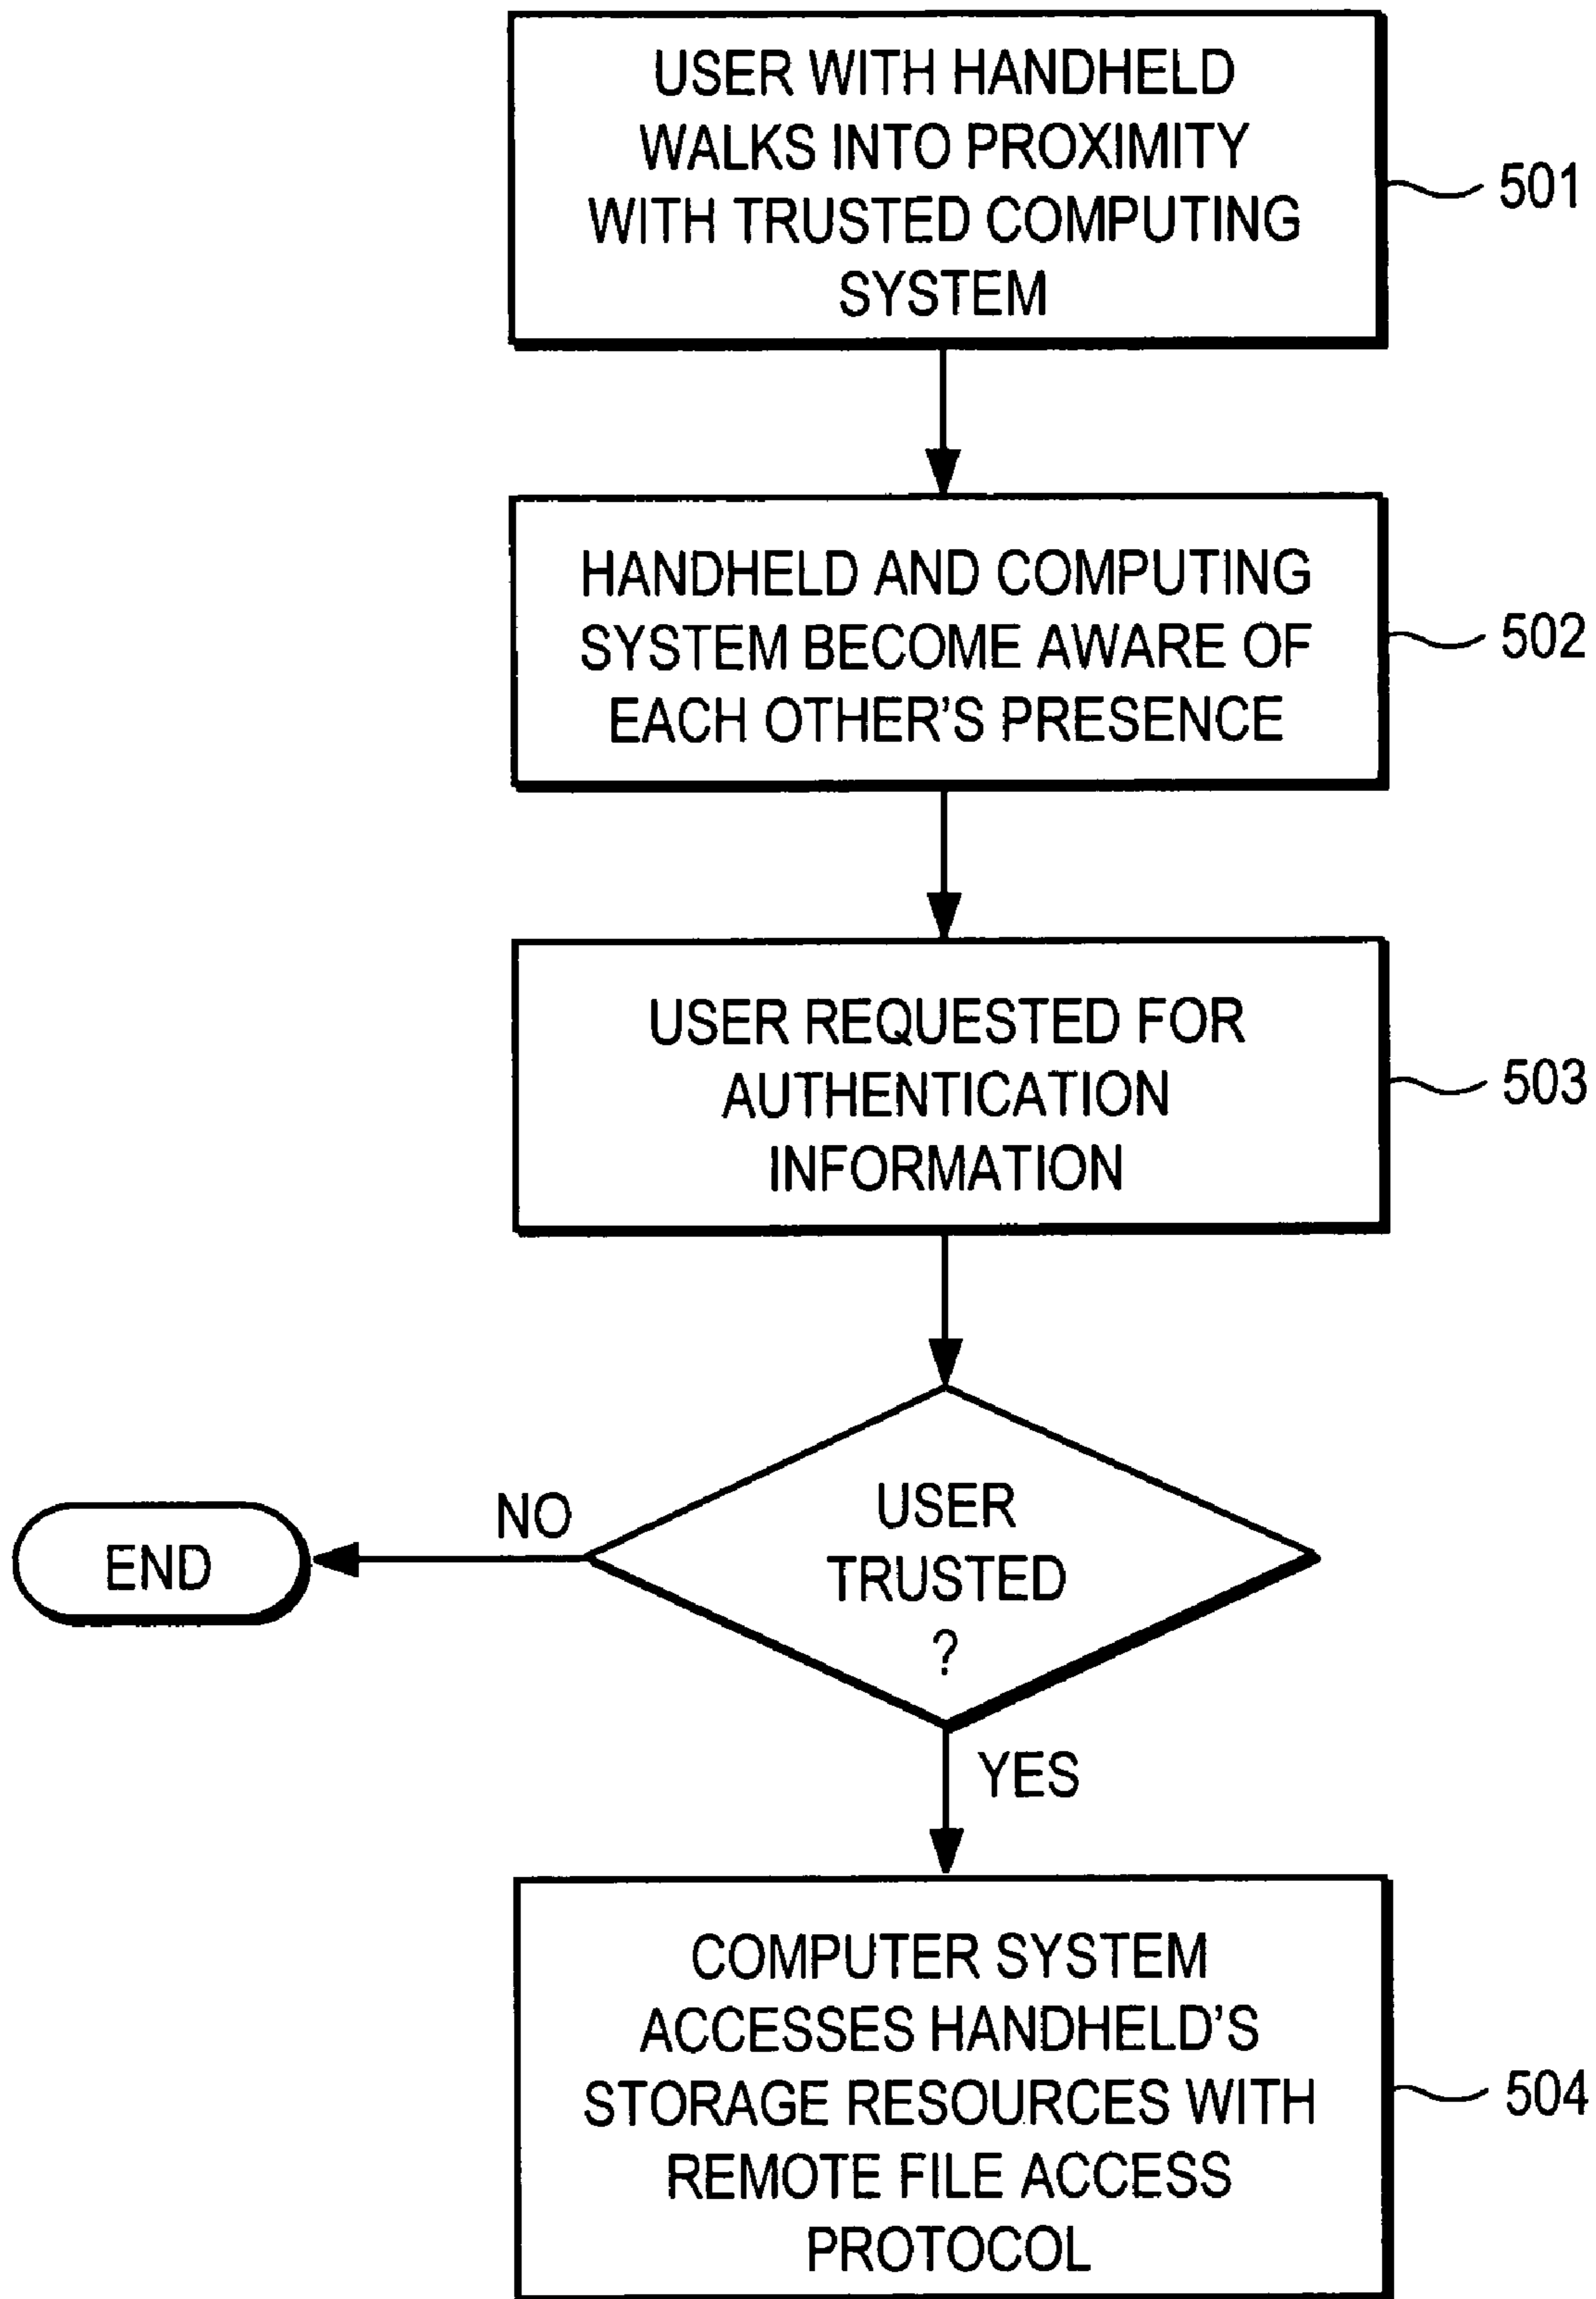 USER WITH HANDHELD
WALKS INTO PROXIMITY
WITH TRUSTED COMPUTING
SYSTEM
501
HANDHELD AND COMPUTING
SYSTEM BECOME AWARE OF
EACH OTHER'S PRESENCE
502
USER REQUESTED FOR
AUTHENTICATION
INFORMATION
503
USER
TRUSTED
?
NO
END
YES
COMPUTER SYSTEM
ACCESSES HANDHELD'S
STORAGE RESOURCES WITH
REMOTE FILE ACCESS
PROTOCOL
504